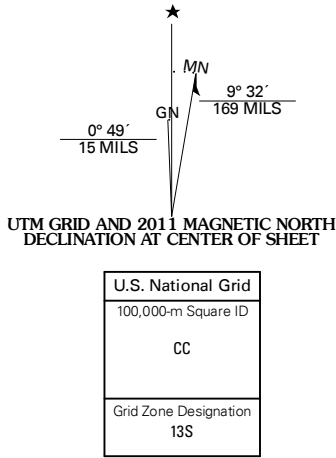 MN
GN
9° 32´
169 MILS
0° 49´
15 MILS
UTM GRID AND 2011 MAGNETIC NORTH
DECLINATION AT CENTER OF SHEET
U.S. National Grid
100,000-m Square ID
CC
Grid Zone Designation
13S